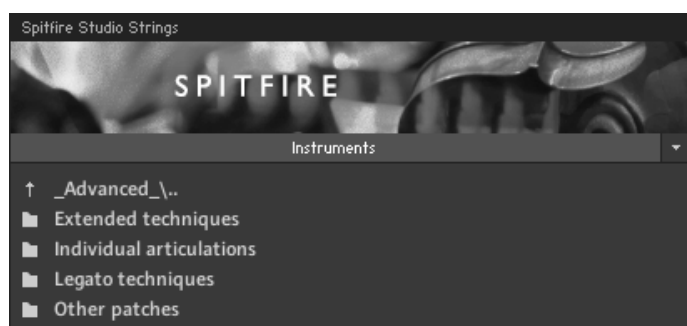 Spitfire Studio Strings
SPITFIRE
Instruments
_Advanced_\..
Extended techniques
Individual articulations
Legato techniques
Other patches